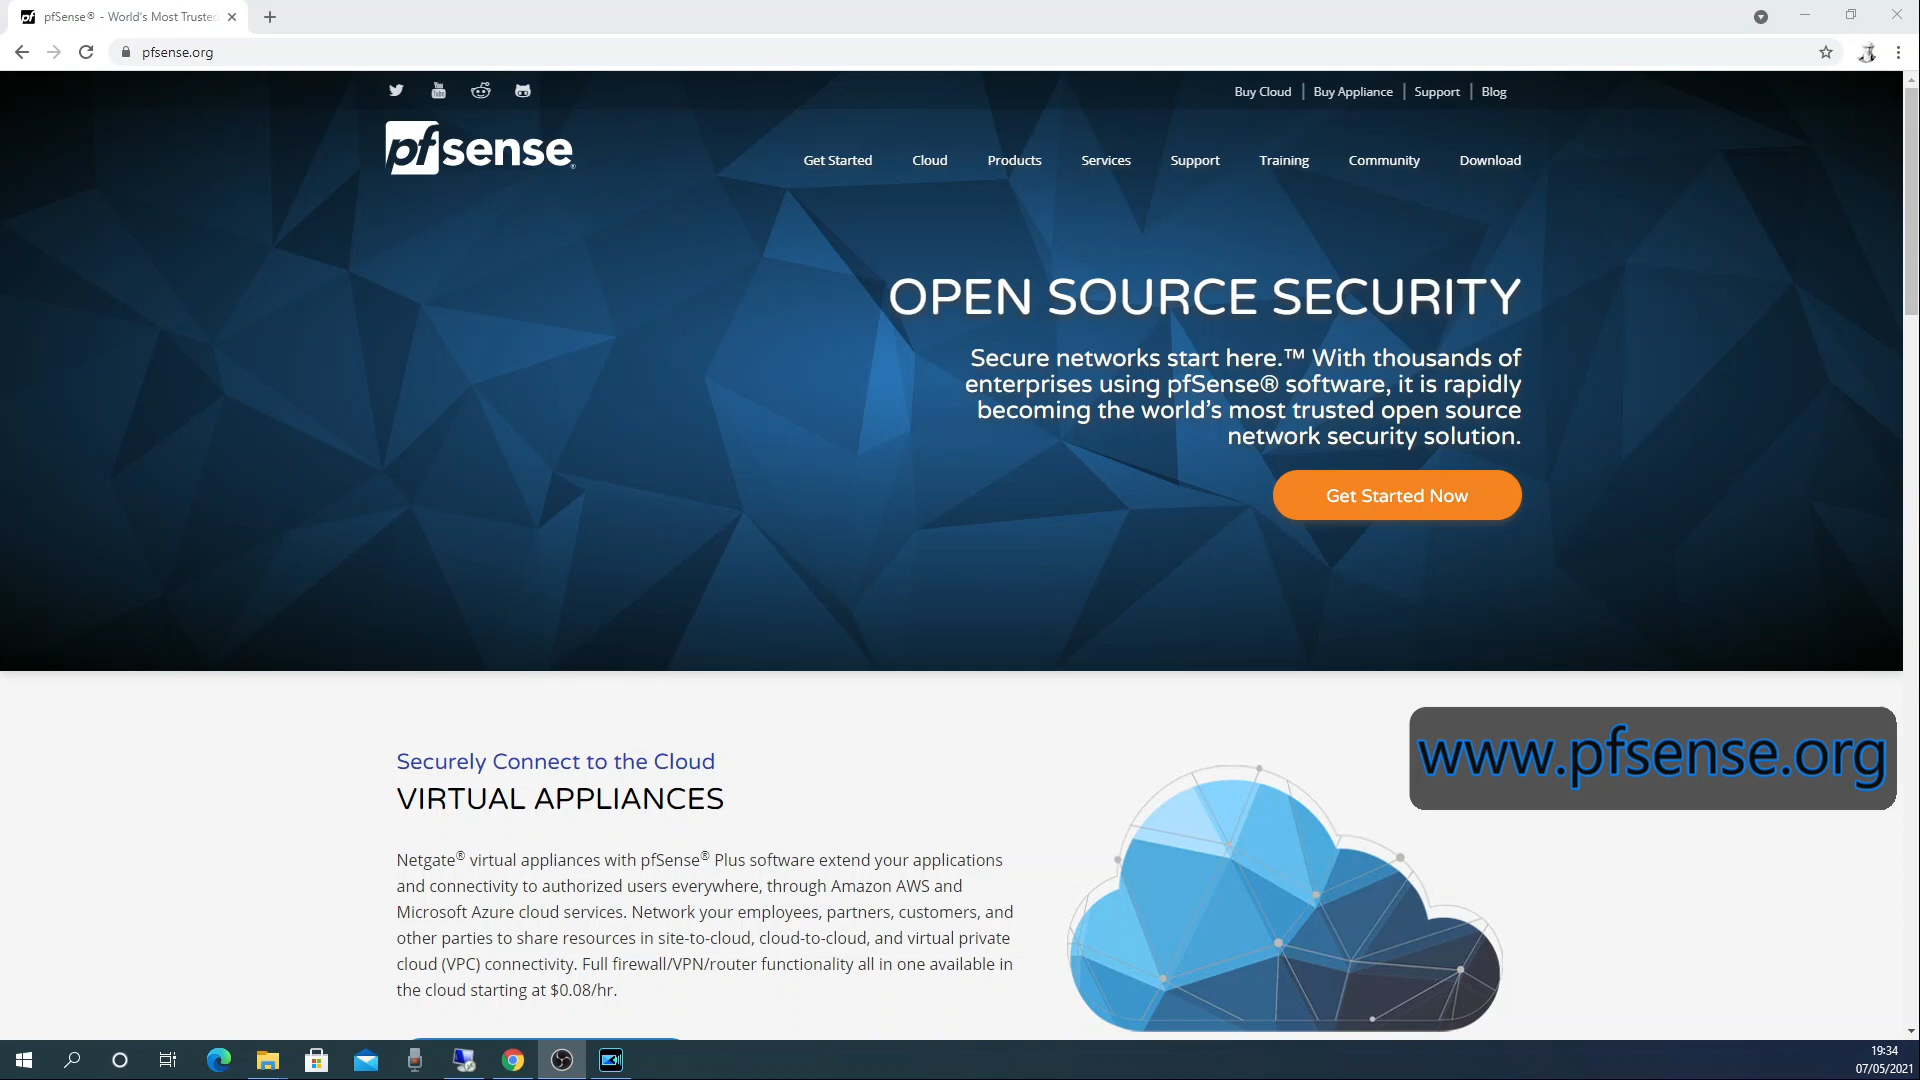 pfSense® - World's Most Trusted
pfsense.org
Buy Cloud
Buy Appliance
Support
Blog
pfsense®
Get Started
Cloud
Products
Services
Support
Training
Community
Download
OPEN SOURCE SECURITY
Secure networks start here.™ With thousands of
enterprises using pfSense® software, it is rapidly
becoming the world’s most trusted open source
network security solution.
Get Started Now
www.pfsense.org
Securely Connect to the Cloud
VIRTUAL APPLIANCES
Netgate® virtual appliances with pfSense® Plus software extend your applications
and connectivity to authorized users everywhere, through Amazon AWS and
Microsoft Azure cloud services. Network your employees, partners, customers, and
other parties to share resources in site-to-cloud, cloud-to-cloud, and virtual private
cloud (VPC) connectivity. Full firewall/VPN/router functionality all in one available in
the cloud starting at $0.08/hr.
19:34
07/05/2021